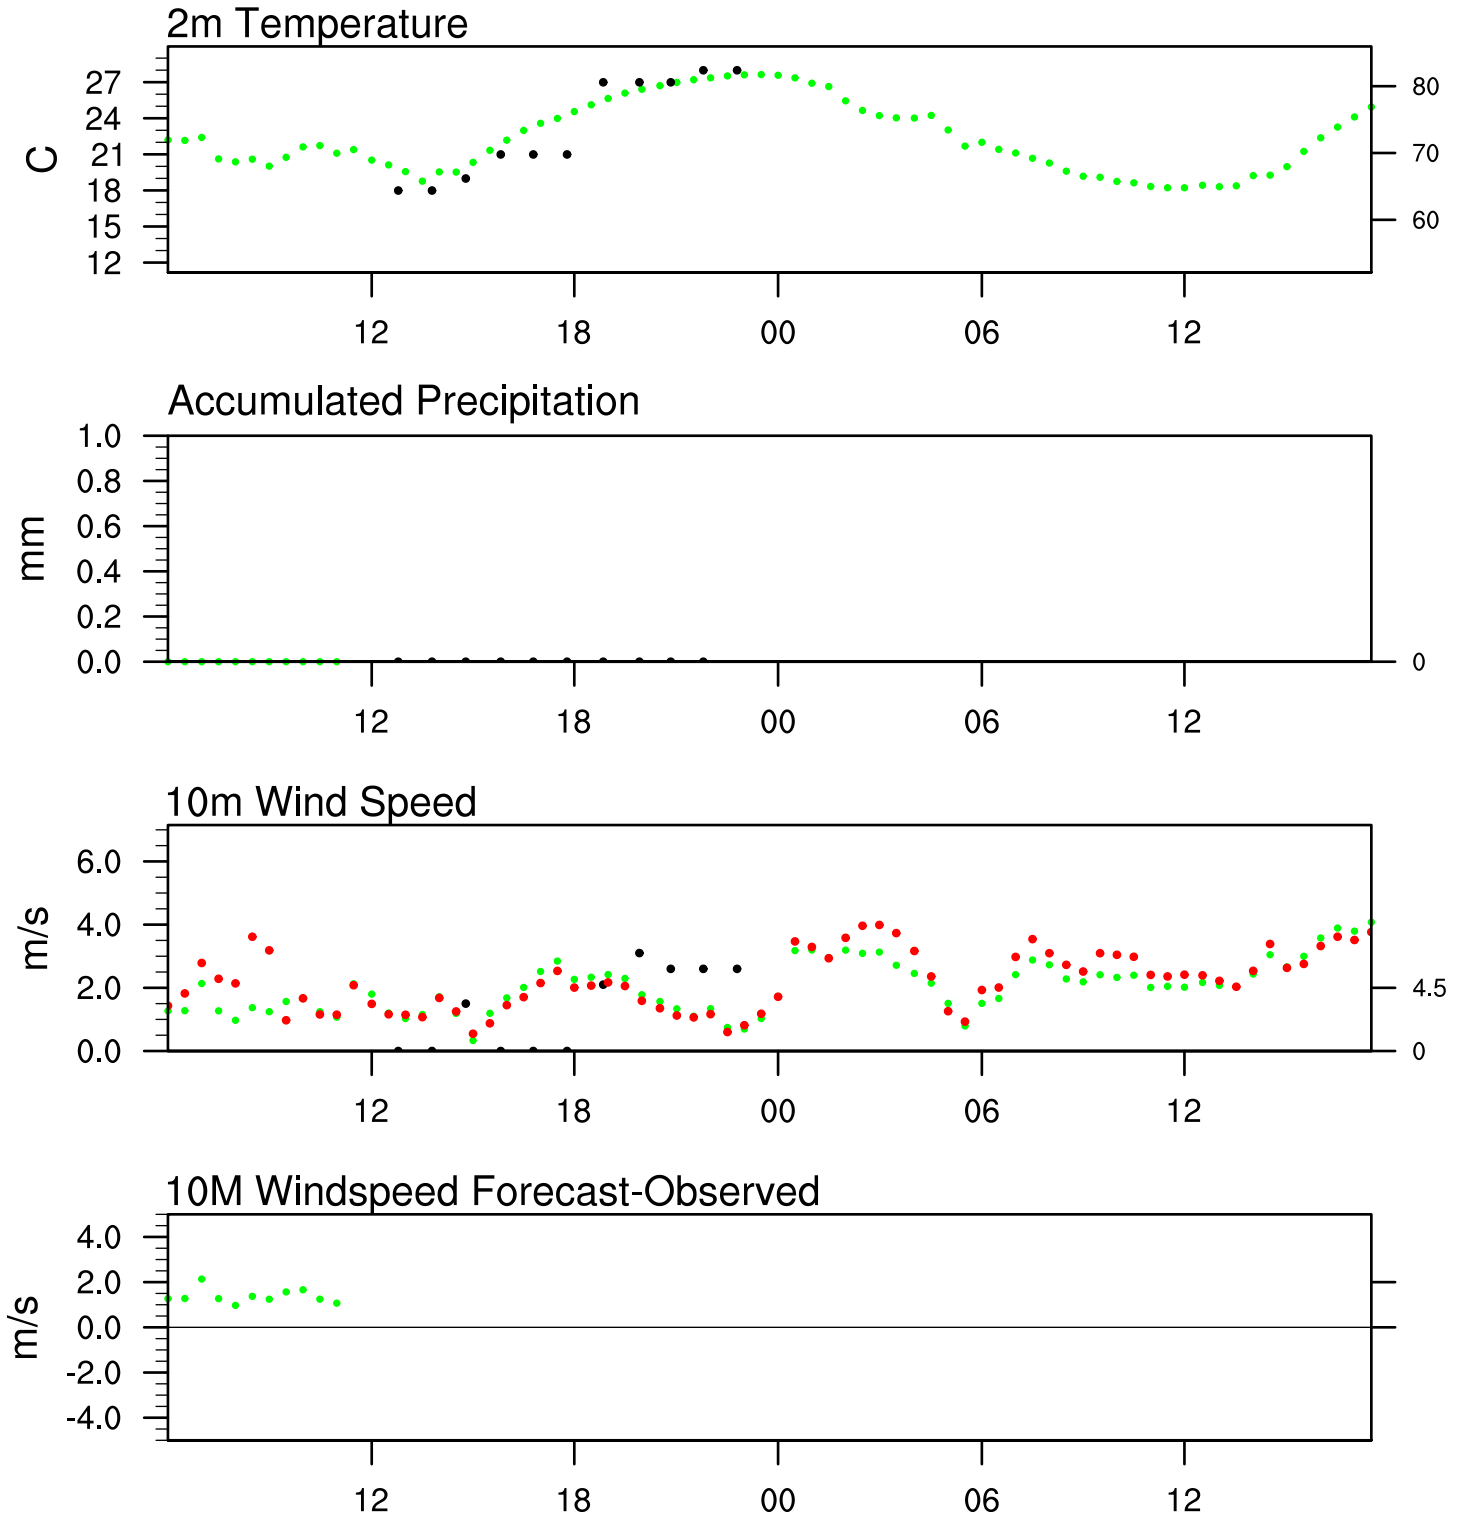 2m Temperature
27
24
21
18
15
12
C
80
70
60
12 18 00 06 12
Accumulated Precipitation
1.0
0.8
0.6
0.4
0.2
0.0
mm
0
12 18 00 06 12
10m Wind Speed
6.0
4.0
2.0
0.0
m/s
4.5
0
12 18 00 06 12
10M Windspeed Forecast-Observed
4.0
2.0
0.0
-2.0
-4.0
m/s
12 18 00 06 12